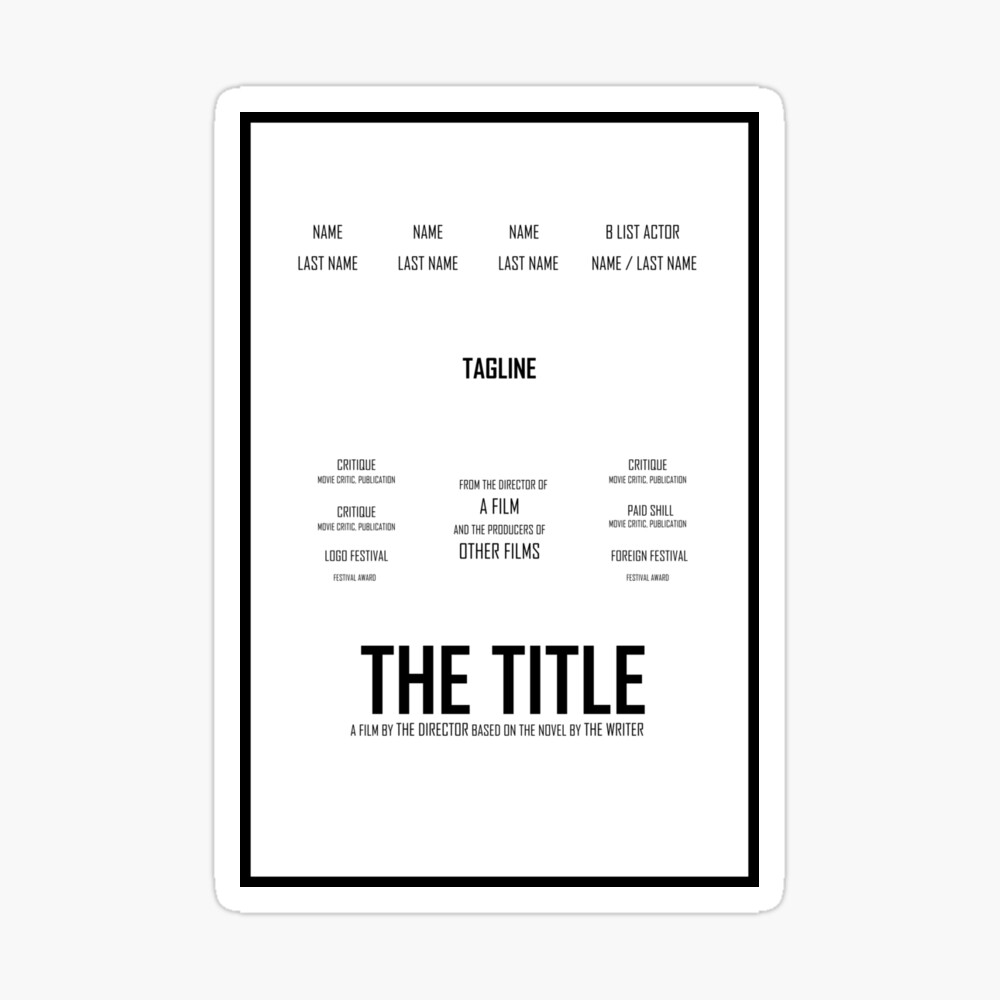 NAME NAME NAME B LIST ACTOR
LAST NAME LAST NAME LAST NAME NAME / LAST NAME
TAGLINE
CRITIQUE
MOVIE CRITIC, PUBLICATION
CRITIQUE
MOVIE CRITIC, PUBLICATION
LOGO FESTIVAL
FESTIVAL AWARD
FROM THE DIRECTOR OF
A FILM
AND THE PRODUCERS OF
OTHER FILMS
CRITIQUE
MOVIE CRITIC, PUBLICATION
PAID SHILL
MOVIE CRITIC, PUBLICATION
FOREIGN FESTIVAL
FESTIVAL AWARD
THE TITLE
A FILM BY THE DIRECTOR BASED ON THE NOVEL BY THE WRITER